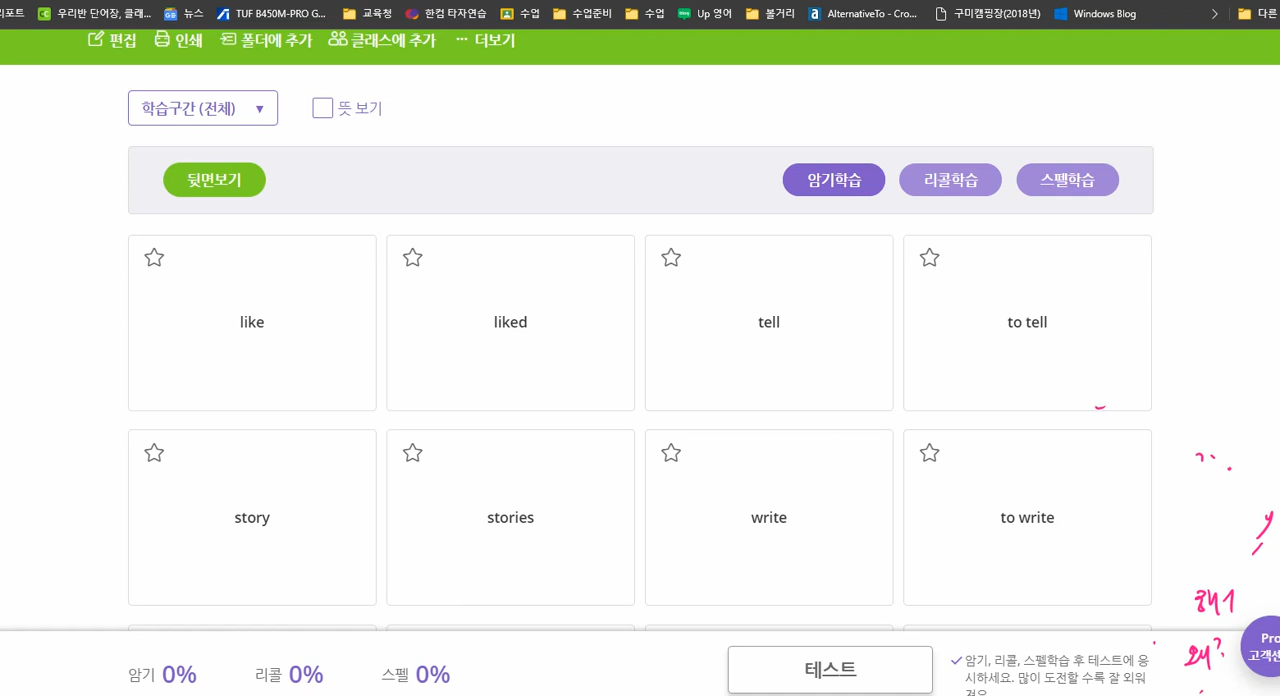 리포트 우리반 단어장, 클래... 뉴스 TUF B450M-PRO G... 교육청 한컴 타자연습 수업 수업준비 수업 Up 영어 볼거리 AlternativeTo - Cro... 구미캠핑장(2018년) Windows Blog 다른
편집 인쇄 폴더에 추가 클래스에 추가 ··· 더보기
학습구간 (전체) ▼ 뜻 보기
뒷면보기 암기학습 리콜학습 스펠학습
like liked tell to tell
story stories write to write
왜?
Pro
고객센
암기 0% 리콜 0% 스펠 0% 테스트
암기, 리콜, 스펠학습 후 테스트에 응
시하세요. 많이 도전할 수록 잘 외워